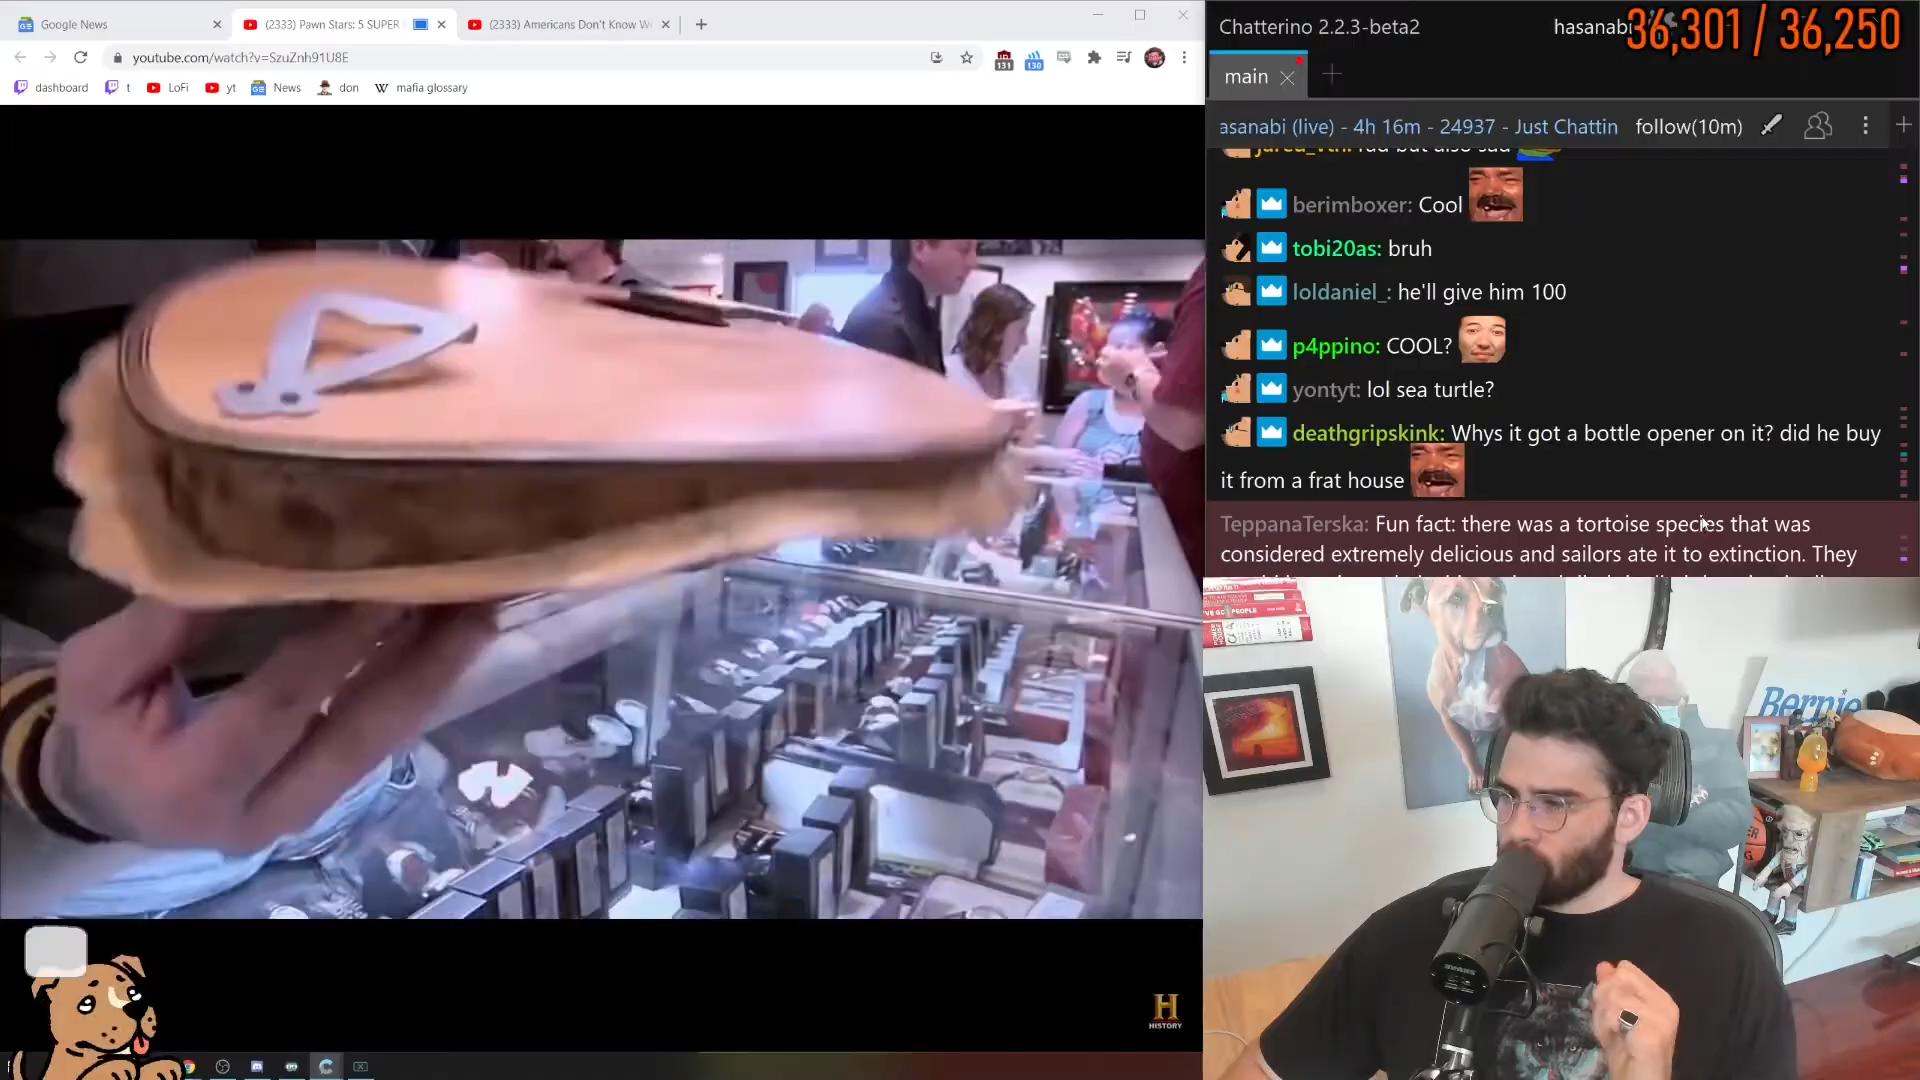 Google News
(2333) Pawn Stars: 5 SUPER
(2333) Americans Don't Know W
youtube.com/watch?v=SzuZnh91U8E
131
130
dashboard
t
LoFi
yt
News
don
mafia glossary
Chatterino 2.2.3-beta2
hasanabi
36,301 / 36,250
main
asanabi (live) - 4h 16m - 24937 - Just Chattin
follow(10m)
berimboxer: Cool
tobi20as: bruh
loldaniel_: he'll give him 100
p4ppino: COOL?
yontyt: lol sea turtle?
deathgripskink: Whys it got a bottle opener on it? did he buy
it from a frat house
TeppanaTerska: Fun fact: there was a tortoise species that was
considered extremely delicious and sailors ate it to extinction. They
PEOPLE
Bernie
H
HISTORY